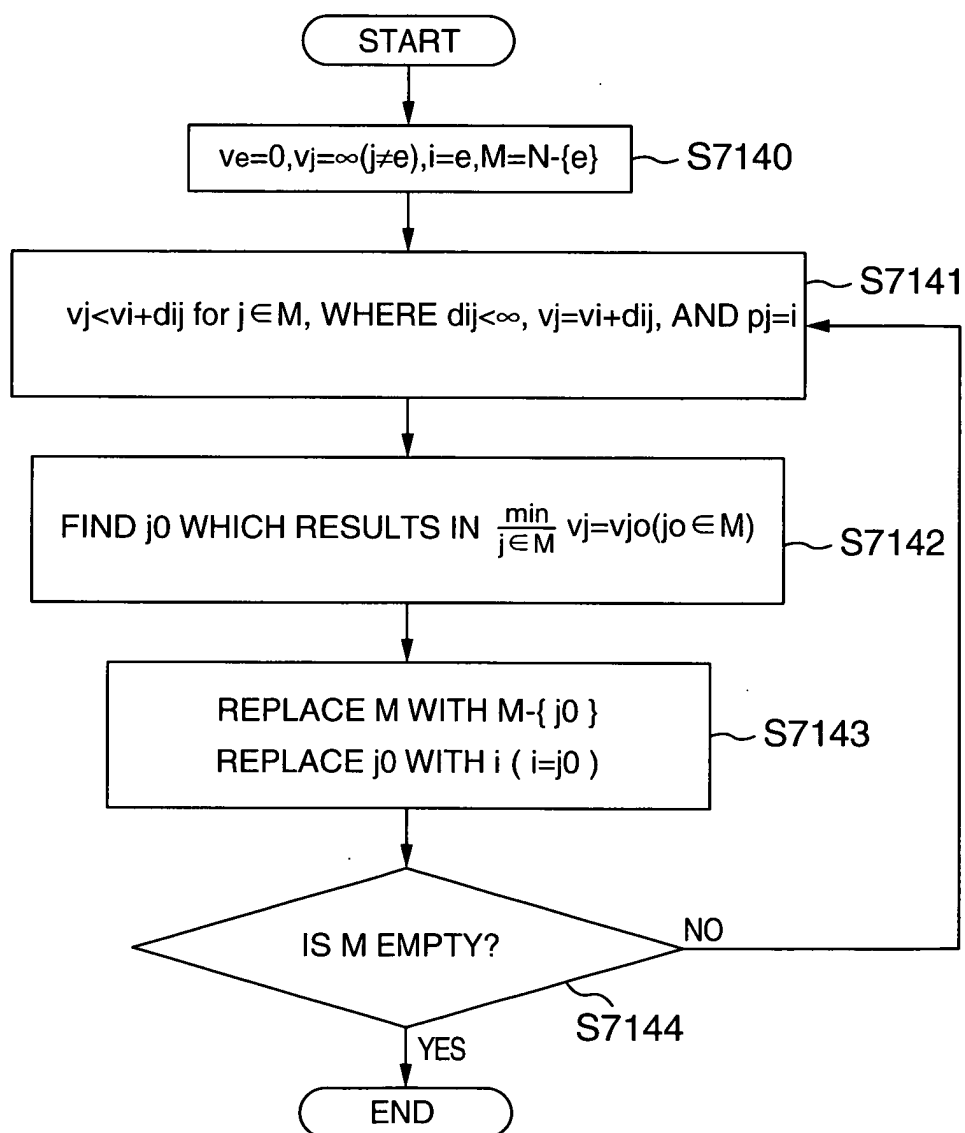 START
ve=0,vj=∞(j≠e),i=e,M=N-{e}
S7140
S7141
vj<vi+dij for j∈M, WHERE dij<∞, vj=vi+dij, AND pj=i
FIND j0 WHICH RESULTS IN min/j∈M vj=vjo(jo∈M)
S7142
REPLACE M WITH M-{ j0 }
REPLACE j0 WITH i ( i=j0 )
S7143
IS M EMPTY?
NO
S7144
YES
END